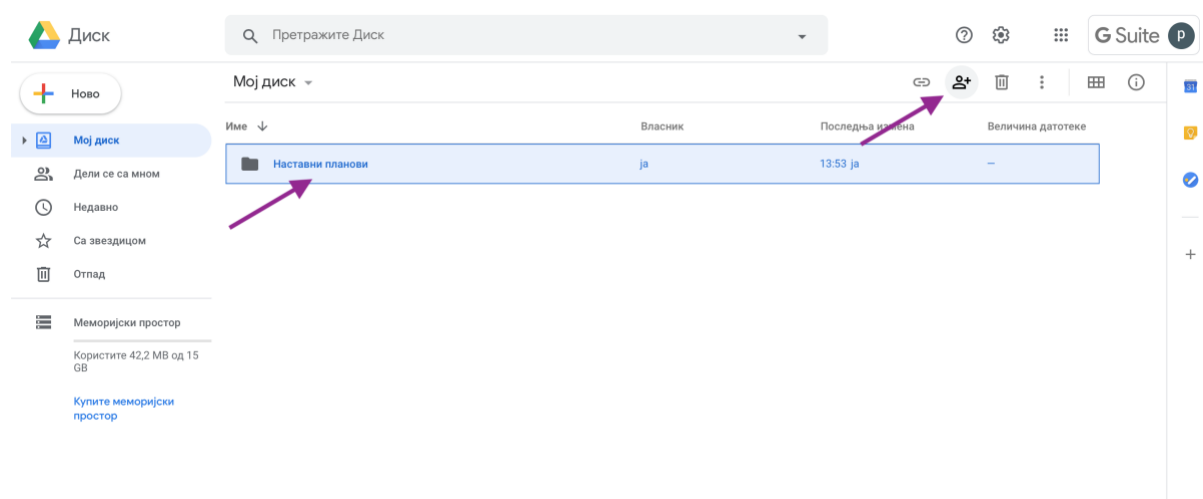 Диск
Претражите Диск
G Suite
p
Ново
Мој диск
Мој диск
Дели се са мном
Недавно
Са звездицом
Отпад
Меморијски простор
Користите 42,2 MB од 15
GB
Купите меморијски
простор
Име
Власник
Последња измена
Величина датотеке
Наставни планови
ја
13:53 ја
–
31